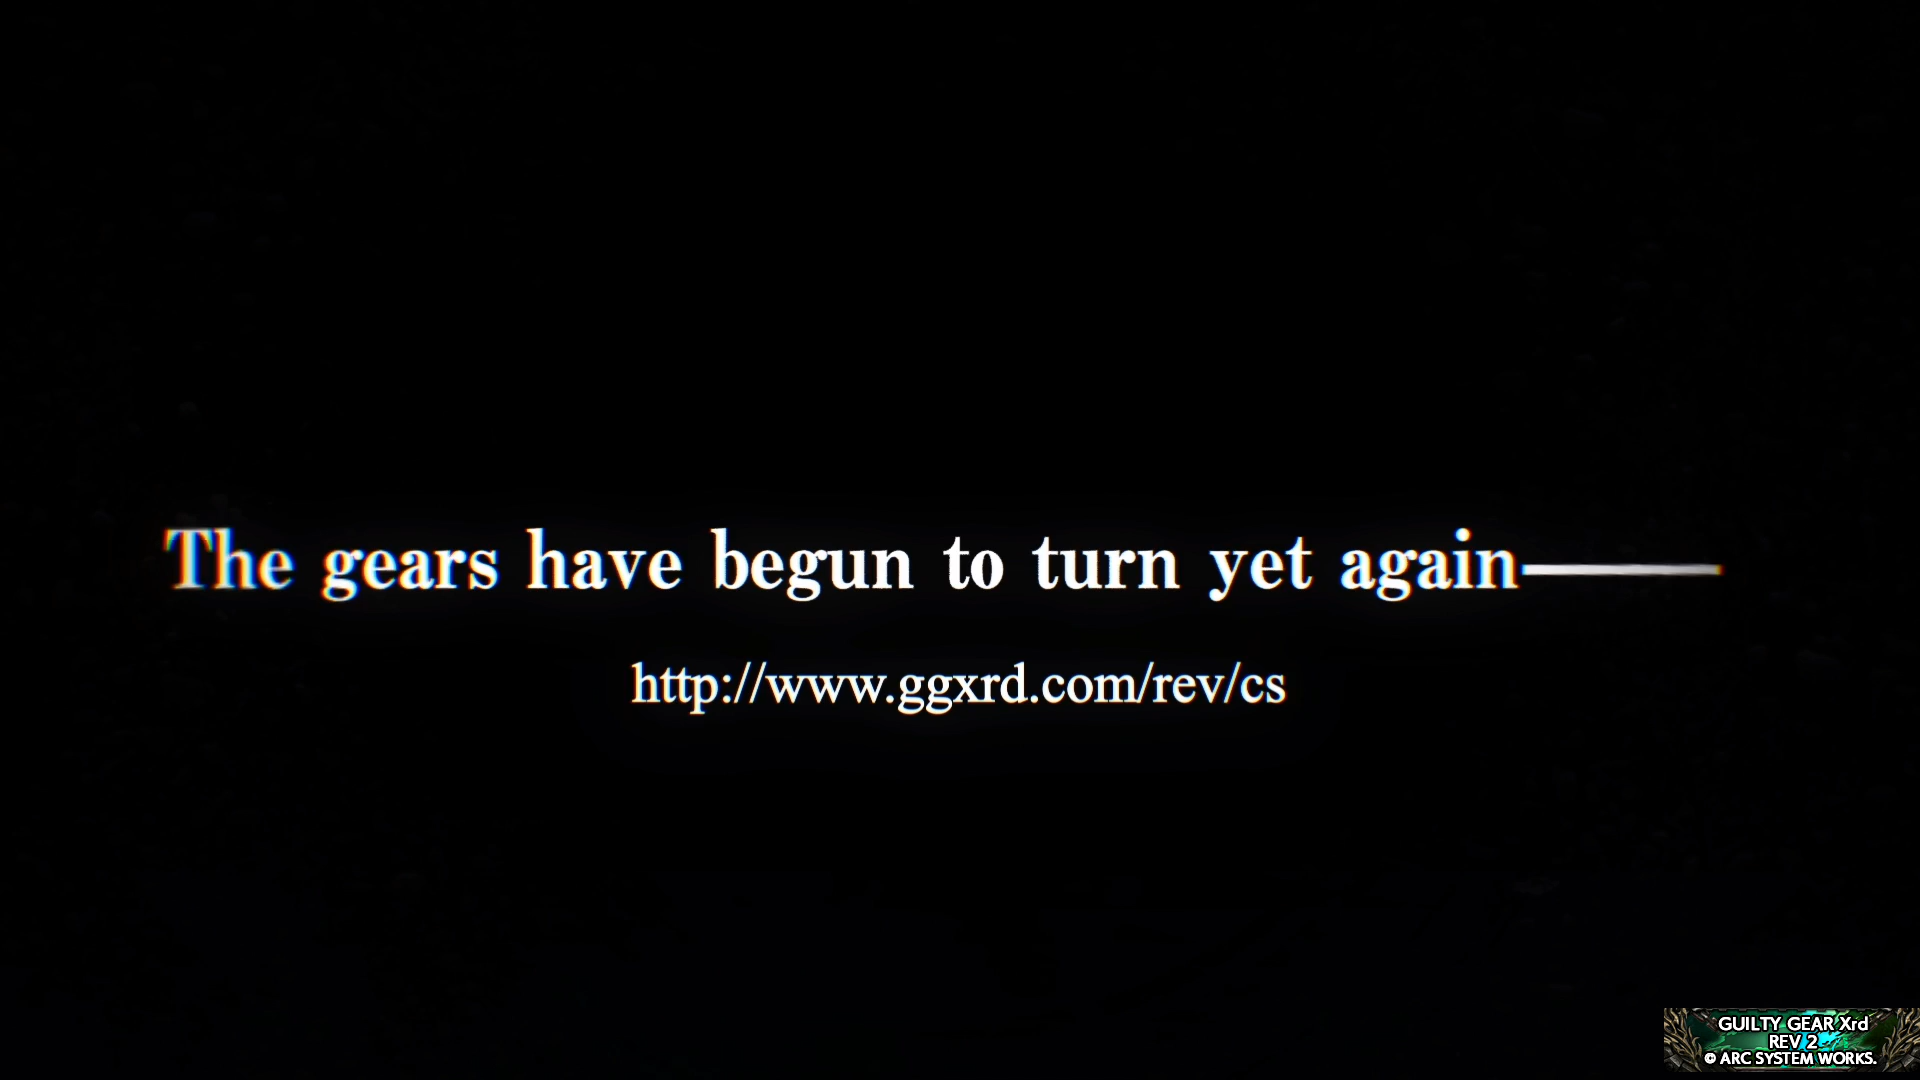 The gears have begun to turn yet again――
http://www.ggxrd.com/rev/cs
GUILTY GEAR Xrd
REV 2
© ARC SYSTEM WORKS.